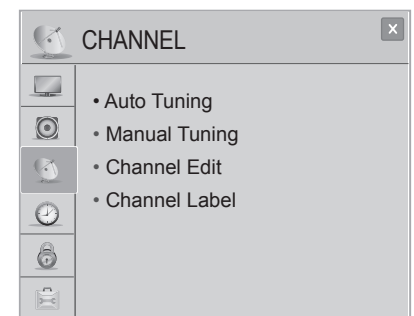 CHANNEL
X
• Auto Tuning
• Manual Tuning
• Channel Edit
• Channel Label